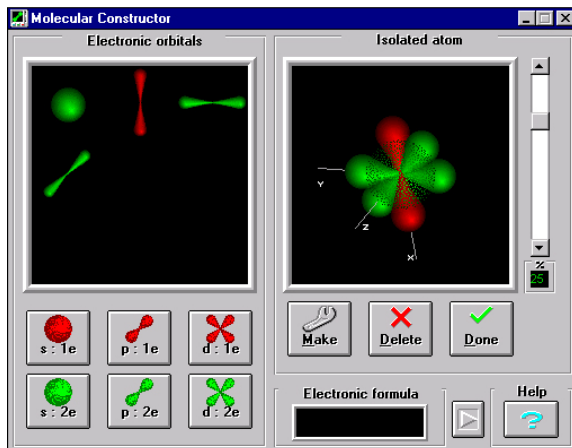 Molecular Constructor
Electronic orbitals
Isolated atom
Y
Z
X
%
25
s : 1e
p : 1e
d : 1e
Make
Delete
Done
s : 2e
p : 2e
d : 2e
Electronic formula
Help
?